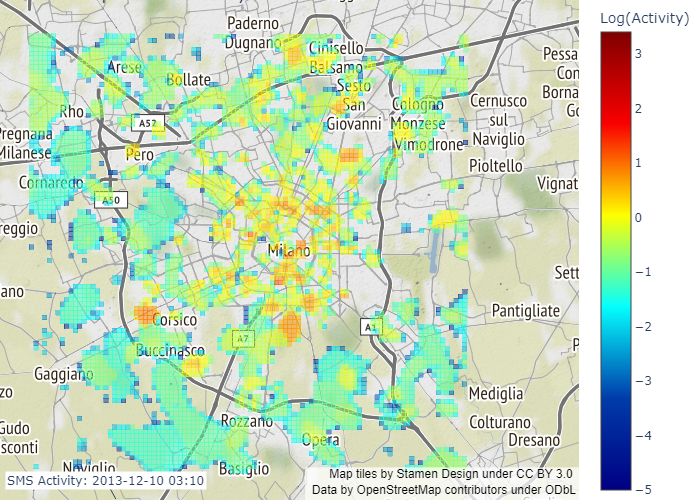 Log(Activity)
3
2
1
0
−1
−2
−3
−4
−5
Paderno
Dugnano
Cinisello
Balsamo
Arese
Bollate
Sesto
San
Giovanni
Cologno
Monzese
Vimodrone
Cernusco
sul
Naviglio
Pessa
Con
Borna
Go
Rho
A52
Pregnana
Milanese
Pero
Pioltello
Cornaredo
Vignat
A50
reggio
Milano
Sett
ano
Pantigliate
Corsico
A1
A7
Buccinasco
P
Gaggiano
zo
Mediglia
Rozzano
Colturano
Gudo
sconti
Opera
Dresano
Noviglio
Basiglio
SMS Activity: 2013-12-10 03:10
Map tiles by Stamen Design under CC BY 3.0
Data by OpenStreetMap contributors under ODbL